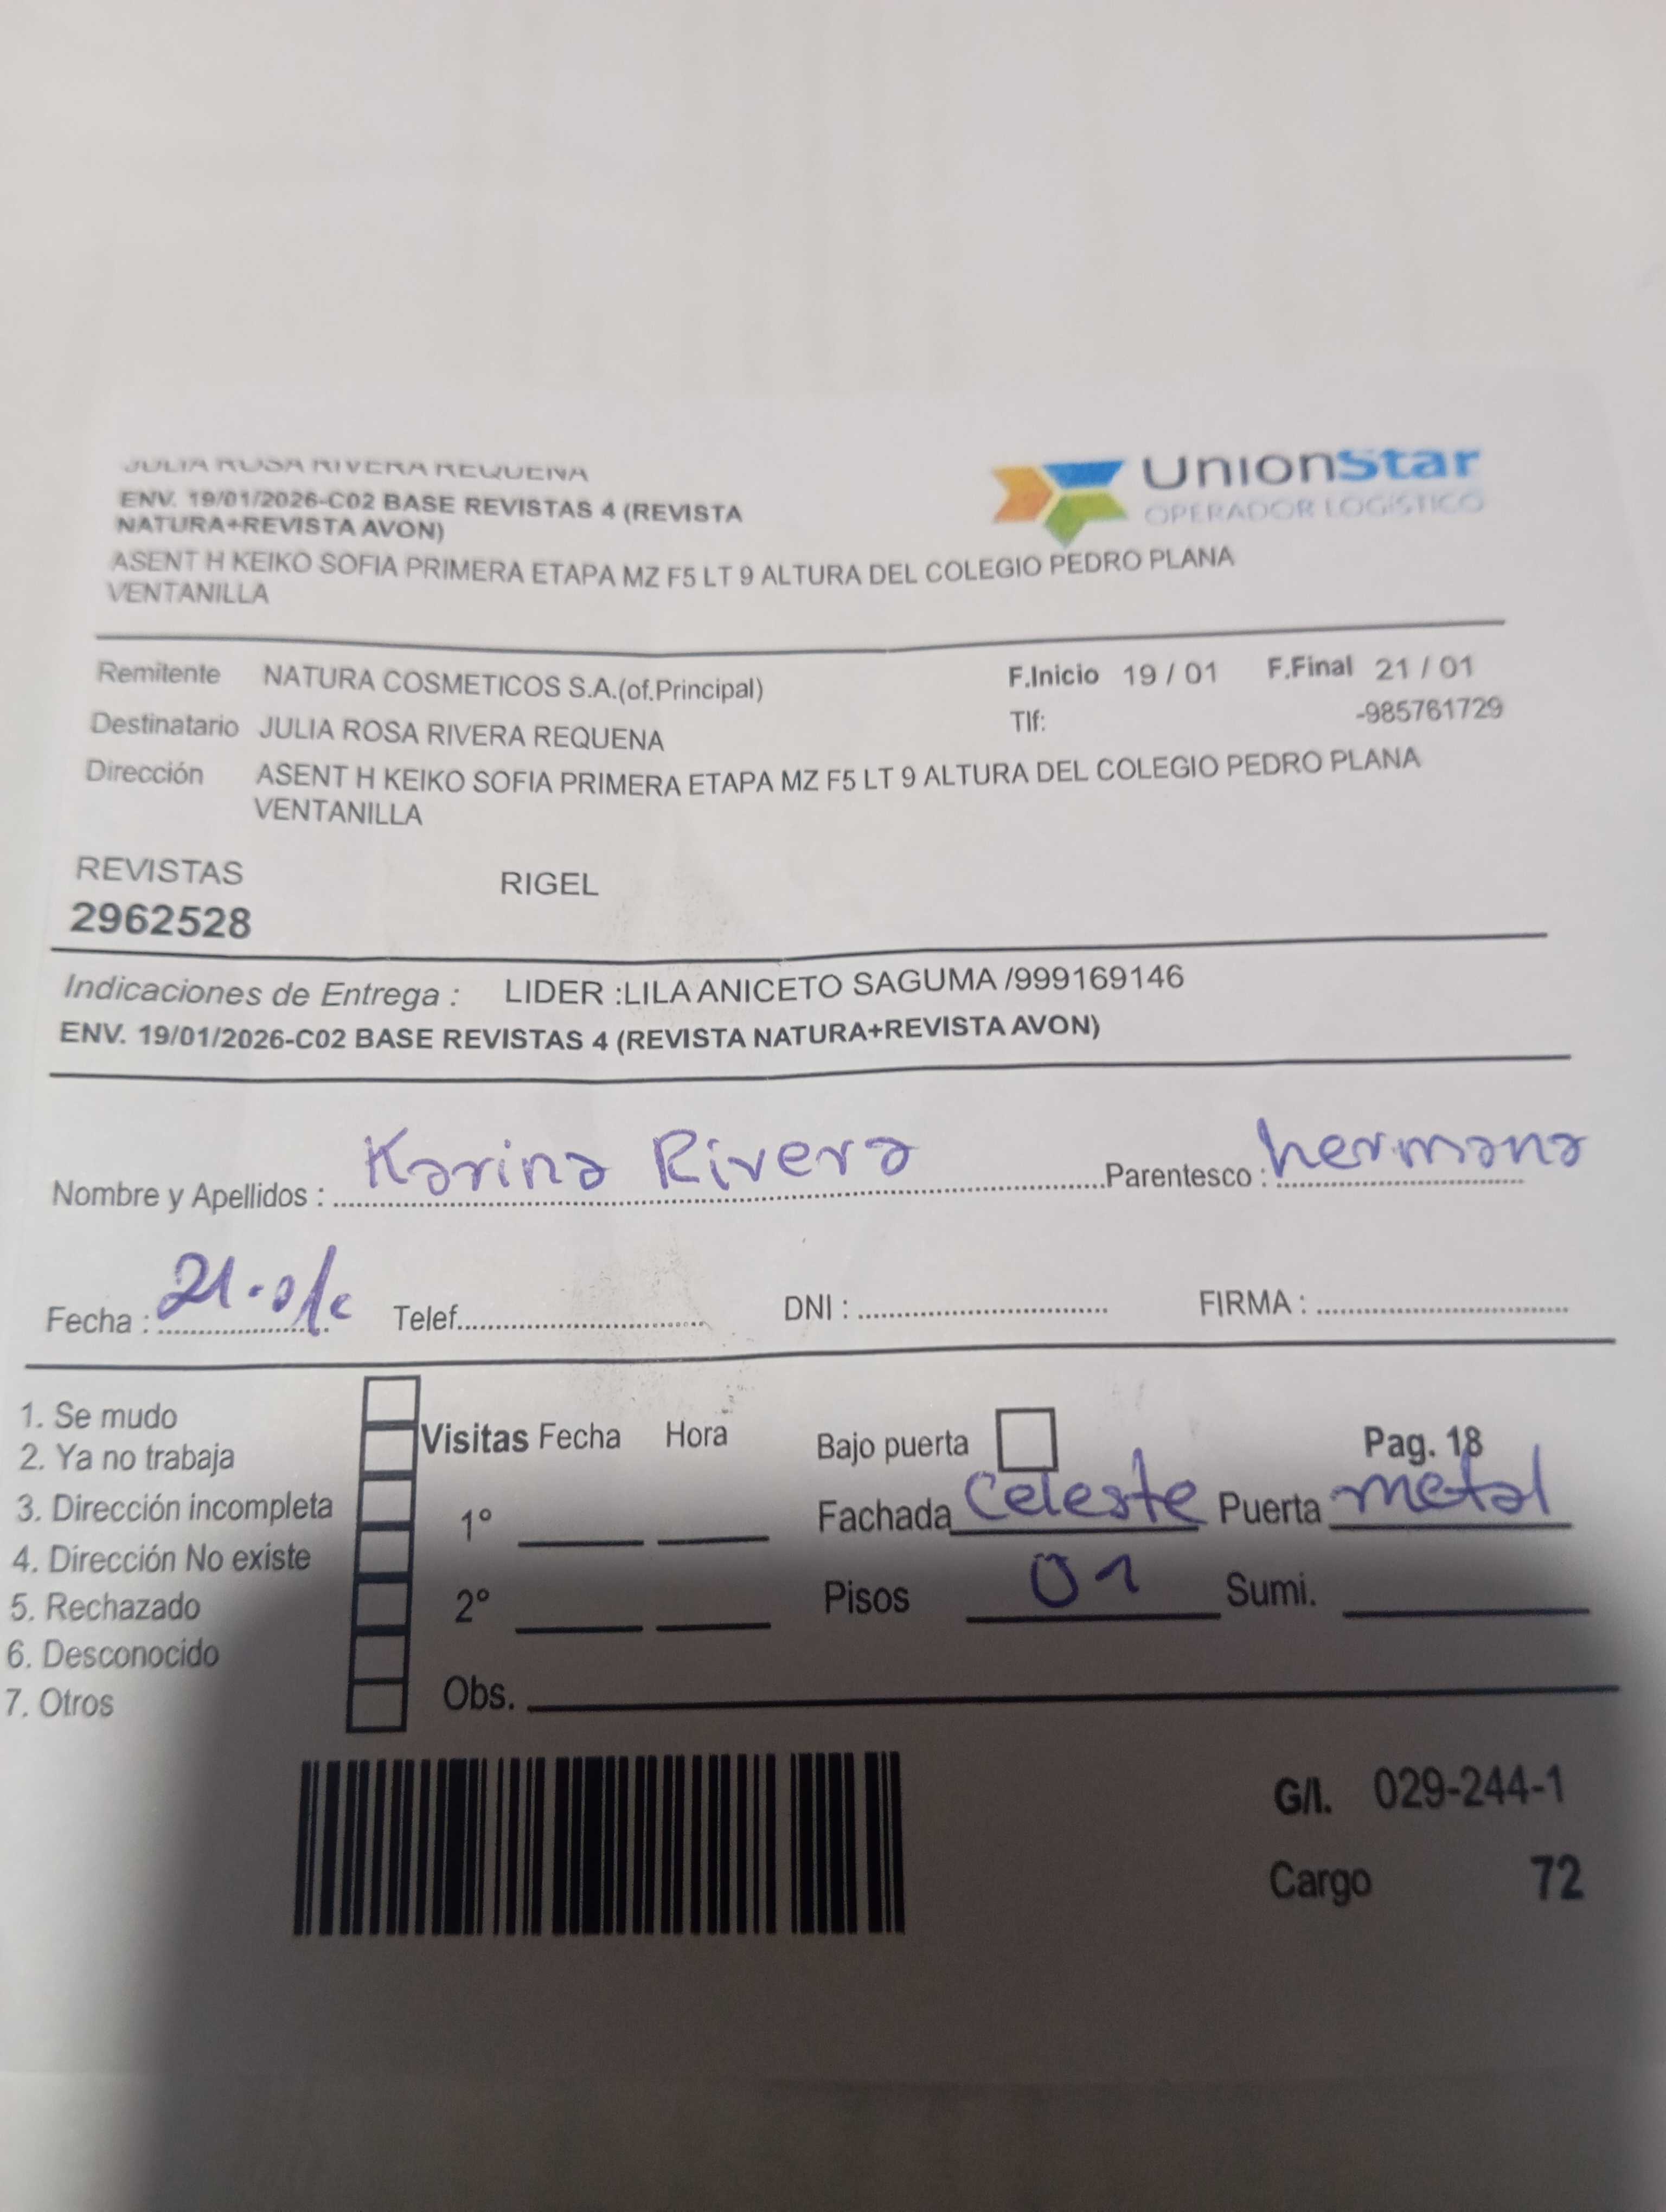 JULIA ROSA RIVERA REQUENA
UnionStar
OPERADOR LOGÍSTICO
ENV. 19/01/2026-C02 BASE REVISTAS 4 (REVISTA
NATURA+REVISTA AVON)
ASENT H KEIKO SOFIA PRIMERA ETAPA MZ F5 LT 9 ALTURA DEL COLEGIO PEDRO PLANA
VENTANILLA
Remitente NATURA COSMETICOS S.A.(of.Principal) F.Inicio 19 / 01 F.Final 21 / 01
Destinatario JULIA ROSA RIVERA REQUENA Tlf: -985761729
Dirección ASENT H KEIKO SOFIA PRIMERA ETAPA MZ F5 LT 9 ALTURA DEL COLEGIO PEDRO PLANA
VENTANILLA
REVISTAS RIGEL
2962528
Indicaciones de Entrega : LIDER :LILA ANICETO SAGUMA /999169146
ENV. 19/01/2026-C02 BASE REVISTAS 4 (REVISTA NATURA+REVISTA AVON)
Nombre y Apellidos : Karina Rivera Parentesco : hermana
Fecha : 21-01 Telef. DNI : FIRMA :
1. Se mudo
2. Ya no trabaja
3. Dirección incompleta
4. Dirección No existe
5. Rechazado
6. Desconocido
7. Otros
Visitas Fecha Hora
1°
2°
Obs.
Bajo puerta Pag. 18
Fachada Celeste Puerta metal
Pisos 01 Sumi.
G/I. 029-244-1
Cargo 72